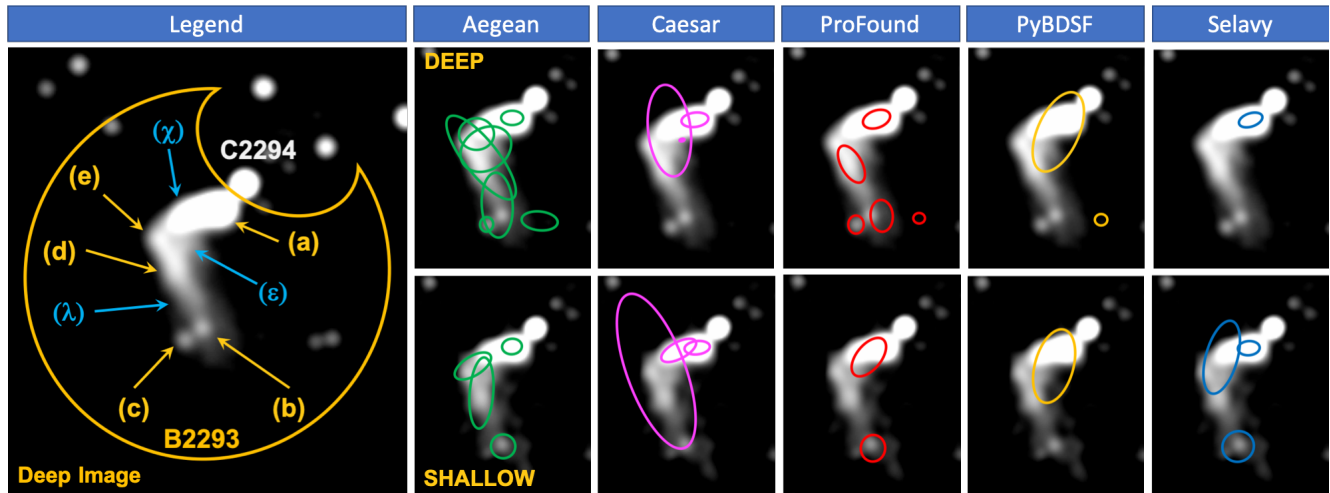 Legend
Aegean
Caesar
ProFound
PyBDSF
Selavy
DEEP
(χ)
C2294
(e)
(a)
(d)
(ε)
(λ)
(c)
(b)
B2293
Deep Image
SHALLOW